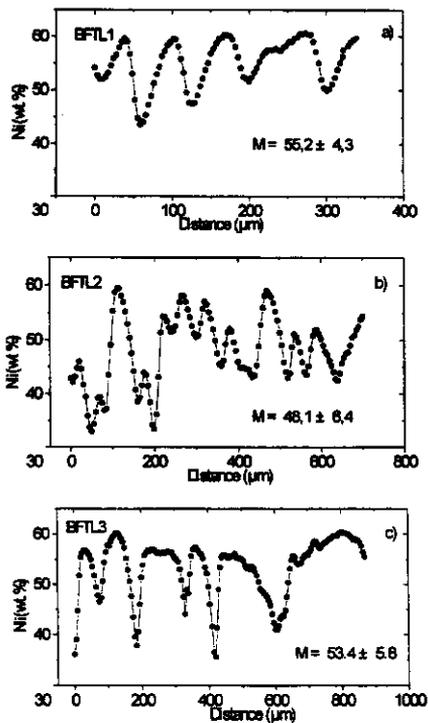 BFTL1
a)
60
50
40
30
Ni(wt.%)
M = 55,2 ± 4,3
0 100 200 300 400
Distance (µm)
BFTL2
b)
60
50
40
30
Ni(wt.%)
M = 48,1 ± 6,4
0 200 400 600 800
Distance (µm)
BFTL3
c)
60
50
40
30
Ni(wt.%)
M = 53.4 ± 5.6
0 200 400 600 800 1000
Distance (µm)